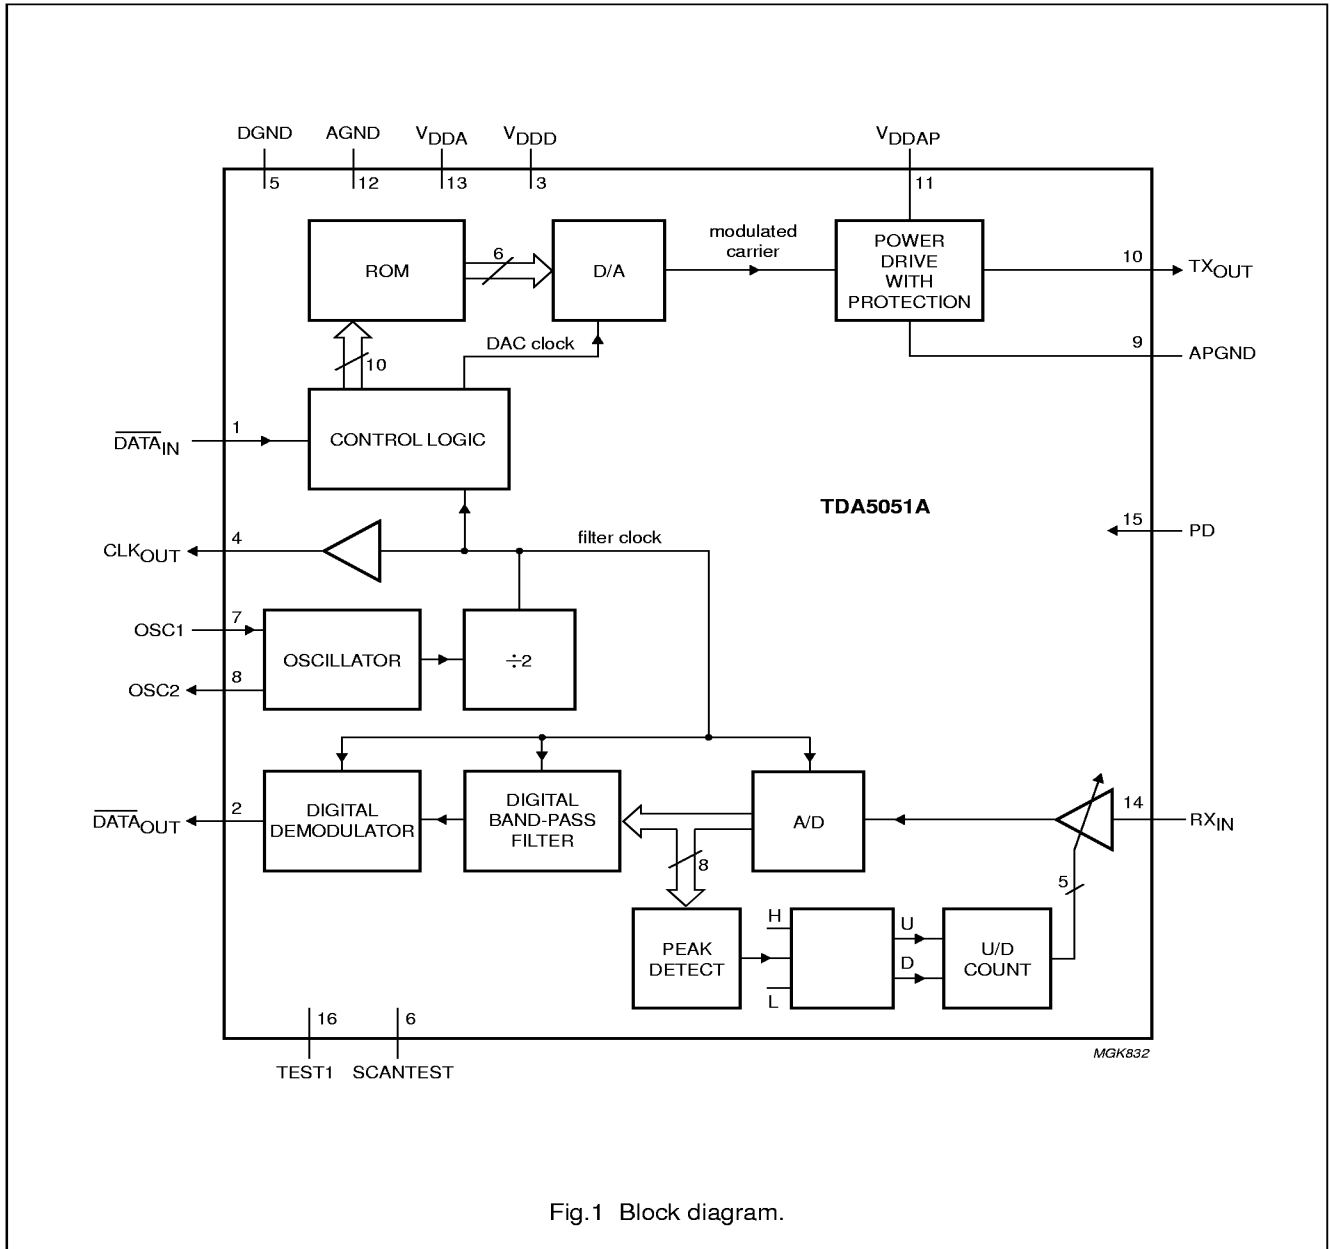 DGND AGND VDDA VDDD VDDAP
5 12 13 3 11
ROM
6
D/A
modulated
carrier
POWER
DRIVE
WITH
PROTECTION
10
TXOUT
DAC clock
10
9
APGND
DATAIN
1
CONTROL LOGIC
TDA5051A
15
PD
CLKOUT
4
filter clock
OSC1
7
OSCILLATOR
÷2
OSC2
8
DATAOUT
2
DIGITAL
DEMODULATOR
DIGITAL
BAND-PASS
FILTER
8
A/D
14
RXIN
5
PEAK
DETECT
H
L
U
D
U/D
COUNT
16 6
TEST1 SCANTEST
MGK832
Fig.1 Block diagram.